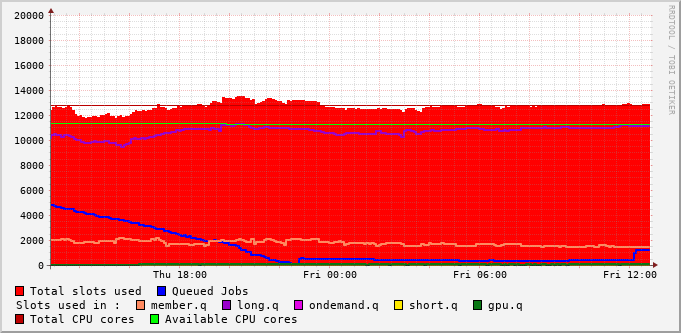 RRDTOOL / TOBI OETIKER
20000
18000
16000
14000
12000
10000
8000
6000
4000
2000
0
Thu 18:00 Fri 00:00 Fri 06:00 Fri 12:00
Total slots used Queued Jobs
Slots used in : member.q long.q ondemand.q short.q gpu.q
Total CPU cores Available CPU cores